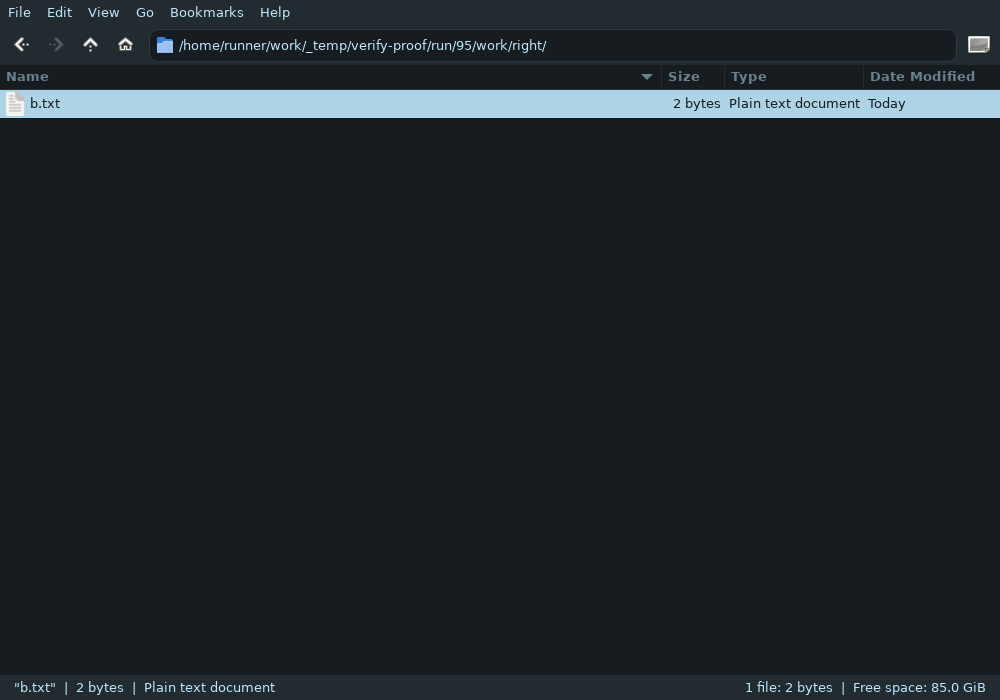 File Edit View Go Bookmarks Help
/home/runner/work/_temp/verify-proof/run/95/work/right/
Name Size Type Date Modified
b.txt 2 bytes Plain text document Today
"b.txt" | 2 bytes | Plain text document 1 file: 2 bytes | Free space: 85.0 GiB